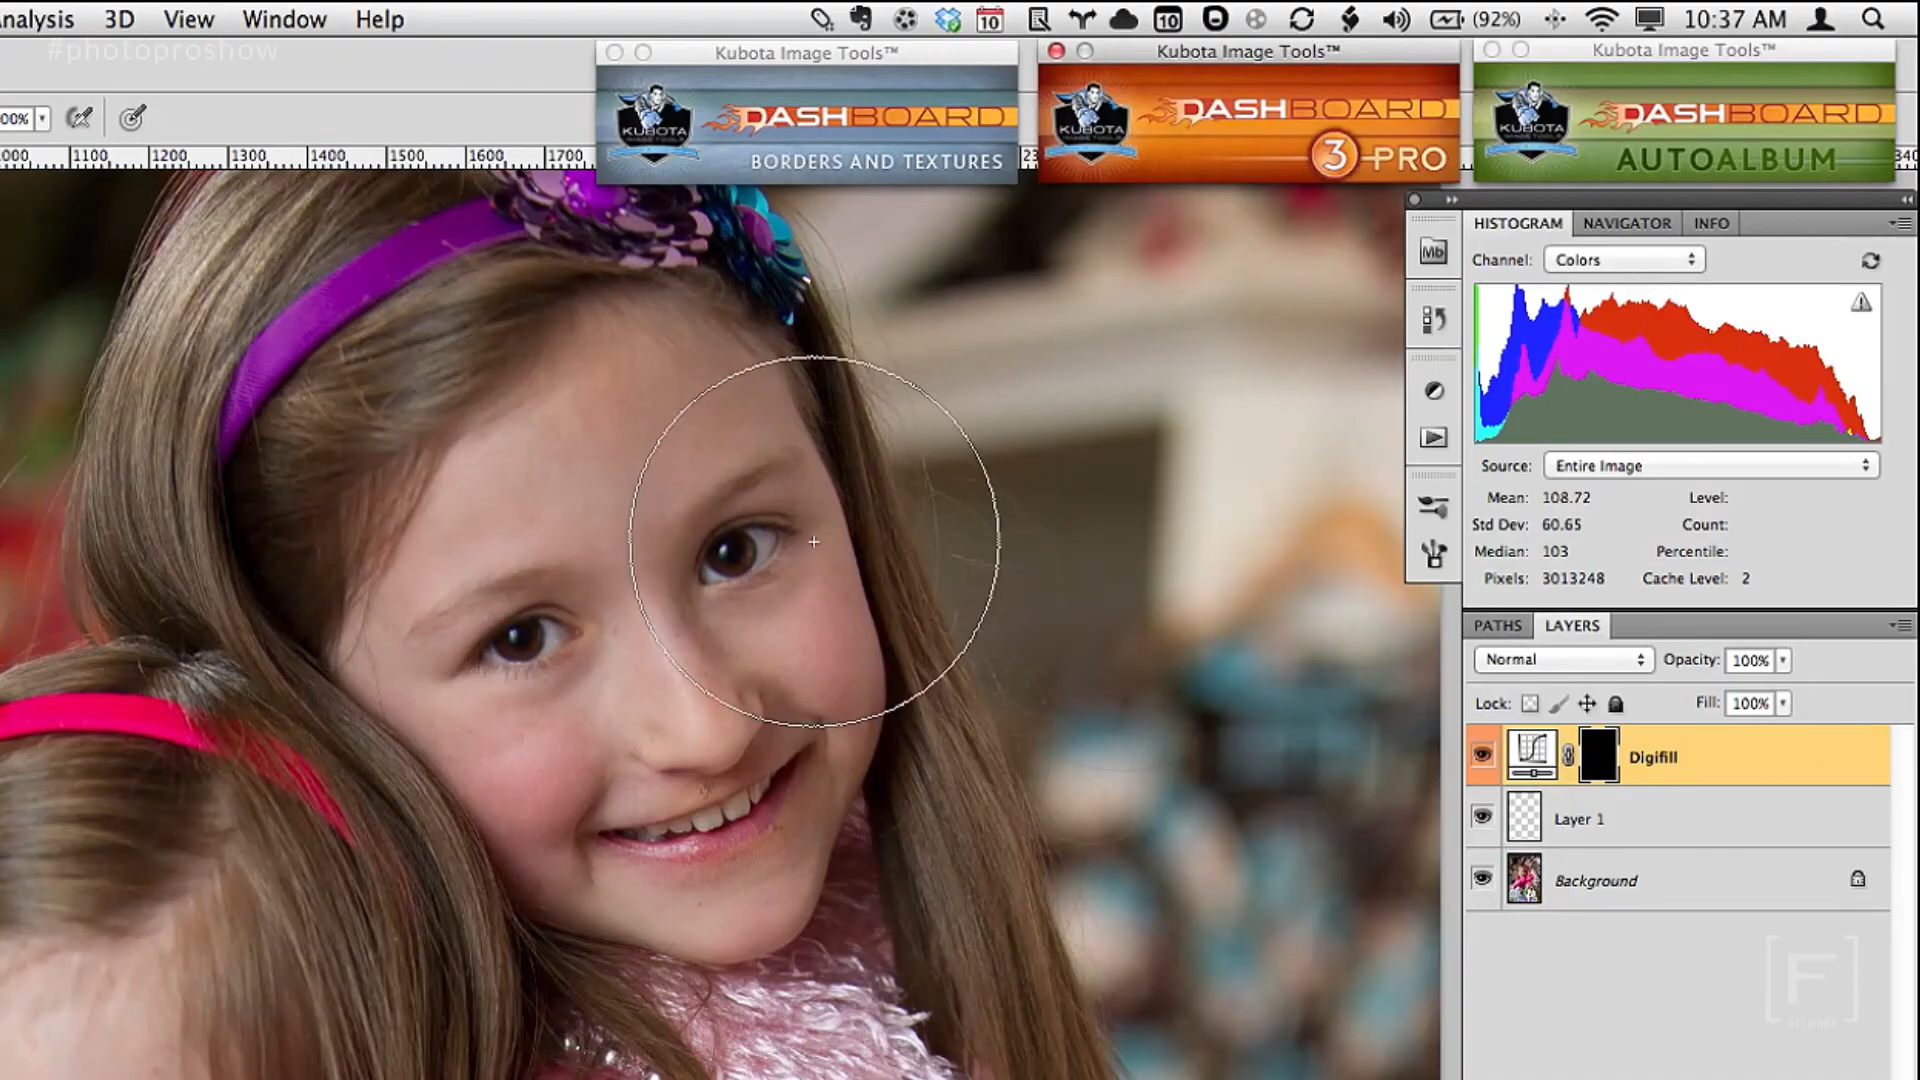 Analysis 3D View Window Help 10 10 (92%) 10:37 AM
#photoproshow
Kubota Image Tools™ Kubota Image Tools™ Kubota Image Tools™
KUBOTA DASHBOARD KUBOTA DASHBOARD KUBOTA DASHBOARD
BORDERS AND TEXTURES 3 PRO AUTOALBUM
00%
1000 1100 1200 1300 1400 1500 1600 1700
HISTOGRAM NAVIGATOR INFO
Mb
Channel: Colors
Source: Entire Image
Mean: 108.72 Level:
Std Dev: 60.65 Count:
Median: 103 Percentile:
Pixels: 3013248 Cache Level: 2
PATHS LAYERS
Normal Opacity: 100%
Lock: Fill: 100%
Digifill
Layer 1
Background
F
NETWORK